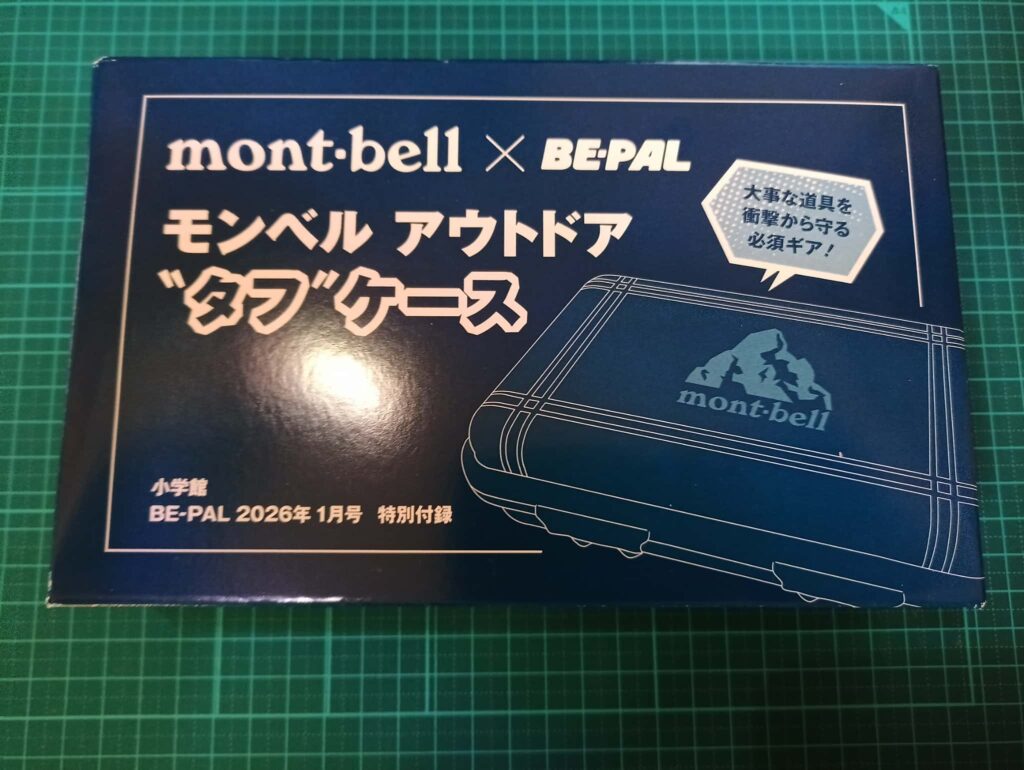 mont·bell × BE-PAL
モンベル アウトドア
"タフ"ケース
大事な道具を
衝撃から守る
必須ギア!
mont·bell
小学館
BE-PAL 2026年1月号 特別付録